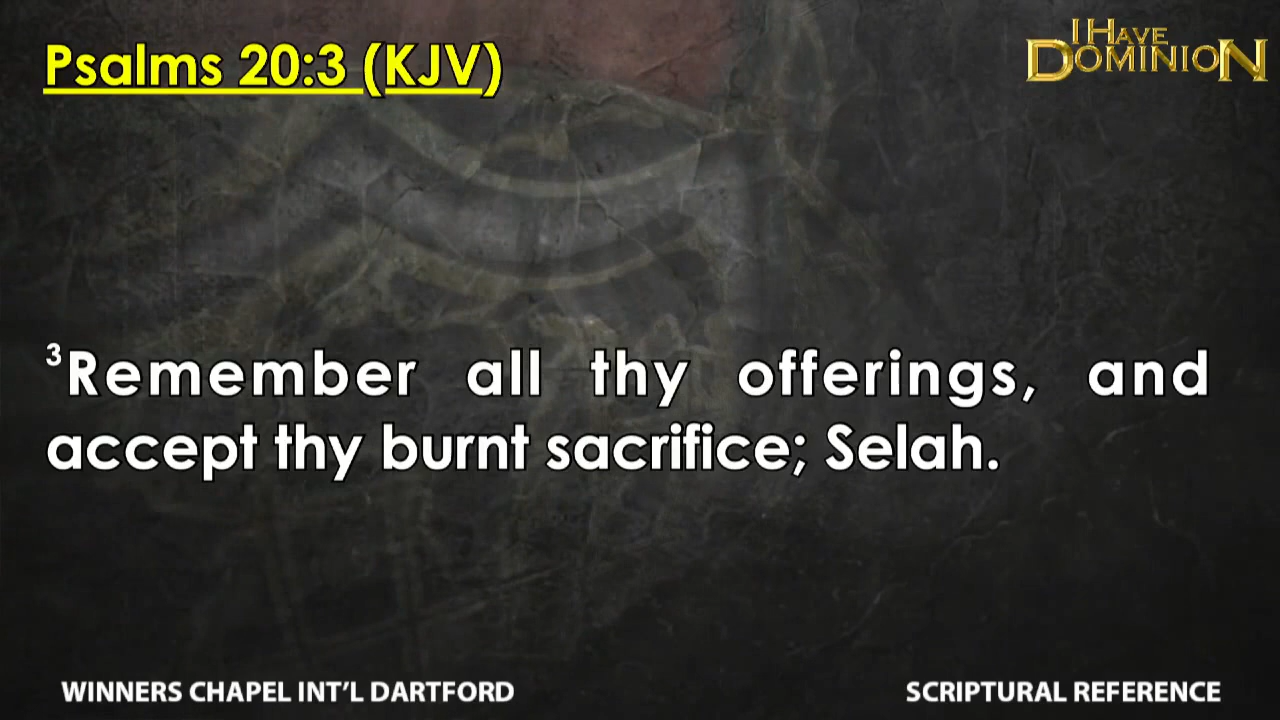 Psalms 20:3 (KJV)
I HAVE
DOMINION
3Remember all thy offerings, and
accept thy burnt sacrifice; Selah.
WINNERS CHAPEL INT'L DARTFORD
SCRIPTURAL REFERENCE